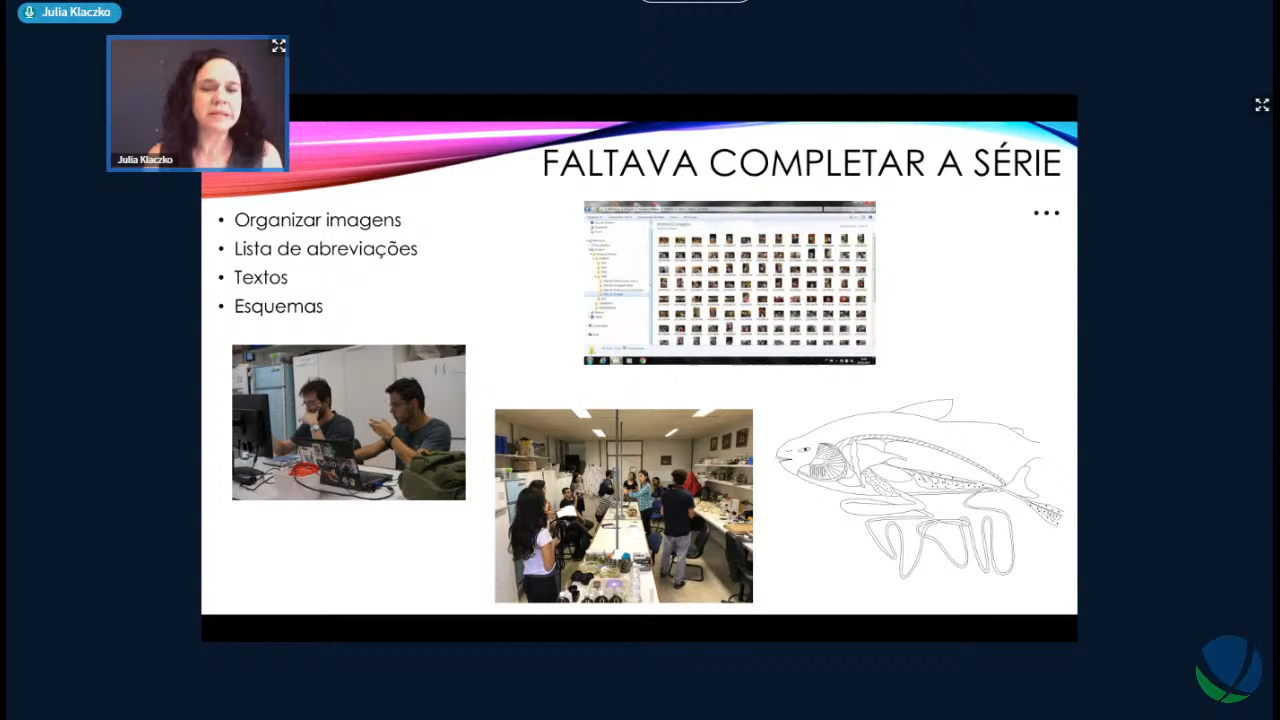 Julia Klaczko
Julia Klaczko
FALTAVA COMPLETAR A SÉRIE
...
• Organizar imagens
• Lista de abreviações
• Textos
• Esquemas